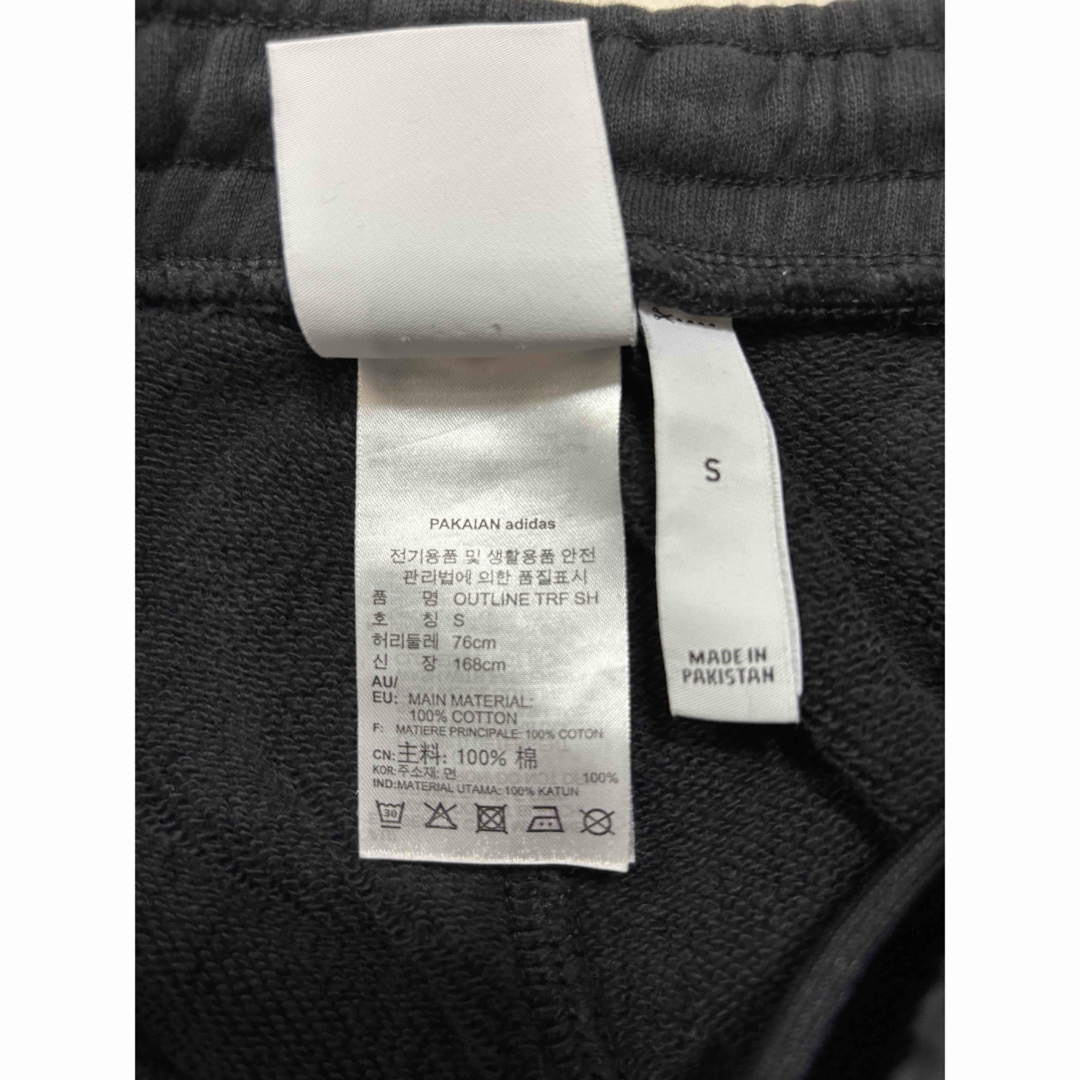 PAKAIAN adidas
전기용품 및 생활용품 안전
관리법에 의한 품질표시
품 명 OUTLINE TRF SH
호 칭 S
허리둘레 76cm
신 장 168cm
AU/
EU: MAIN MATERIAL:
100% COTTON
F: MATIERE PRINCIPALE: 100% COTON
CN:主料: 100% 棉
KOR:주소재: 면 100%
IND:MATERIAL UTAMA: 100% KATUN
30
S
MADE IN
PAKISTAN